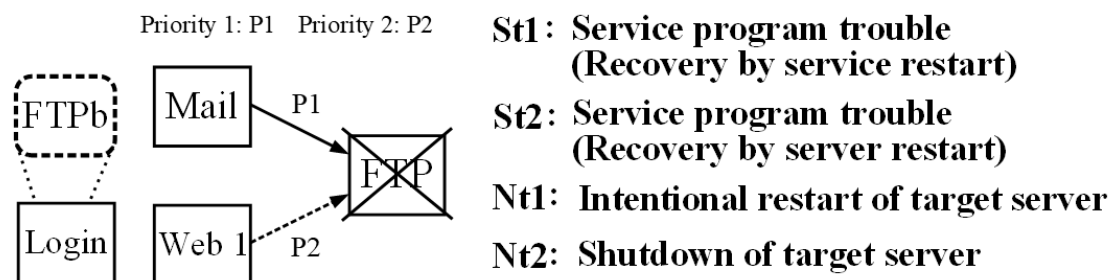 Priority 1: P1 Priority 2: P2
FTPb
Mail
P1
FTP
Login
Web 1
P2
St1: Service program trouble
(Recovery by service restart)
St2: Service program trouble
(Recovery by server restart)
Nt1: Intentional restart of target server
Nt2: Shutdown of target server